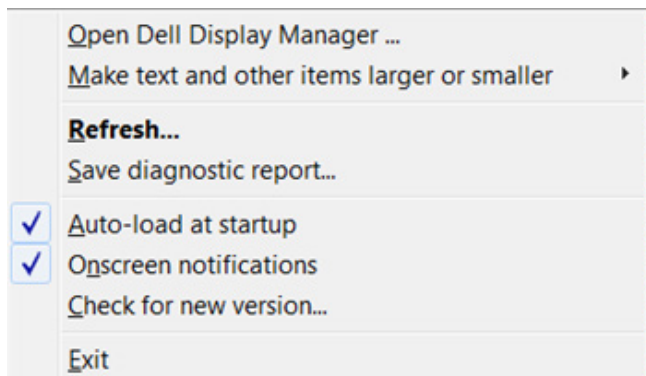 Open Dell Display Manager ...
Make text and other items larger or smaller
Refresh...
Save diagnostic report...
Auto-load at startup
Onscreen notifications
Check for new version...
Exit